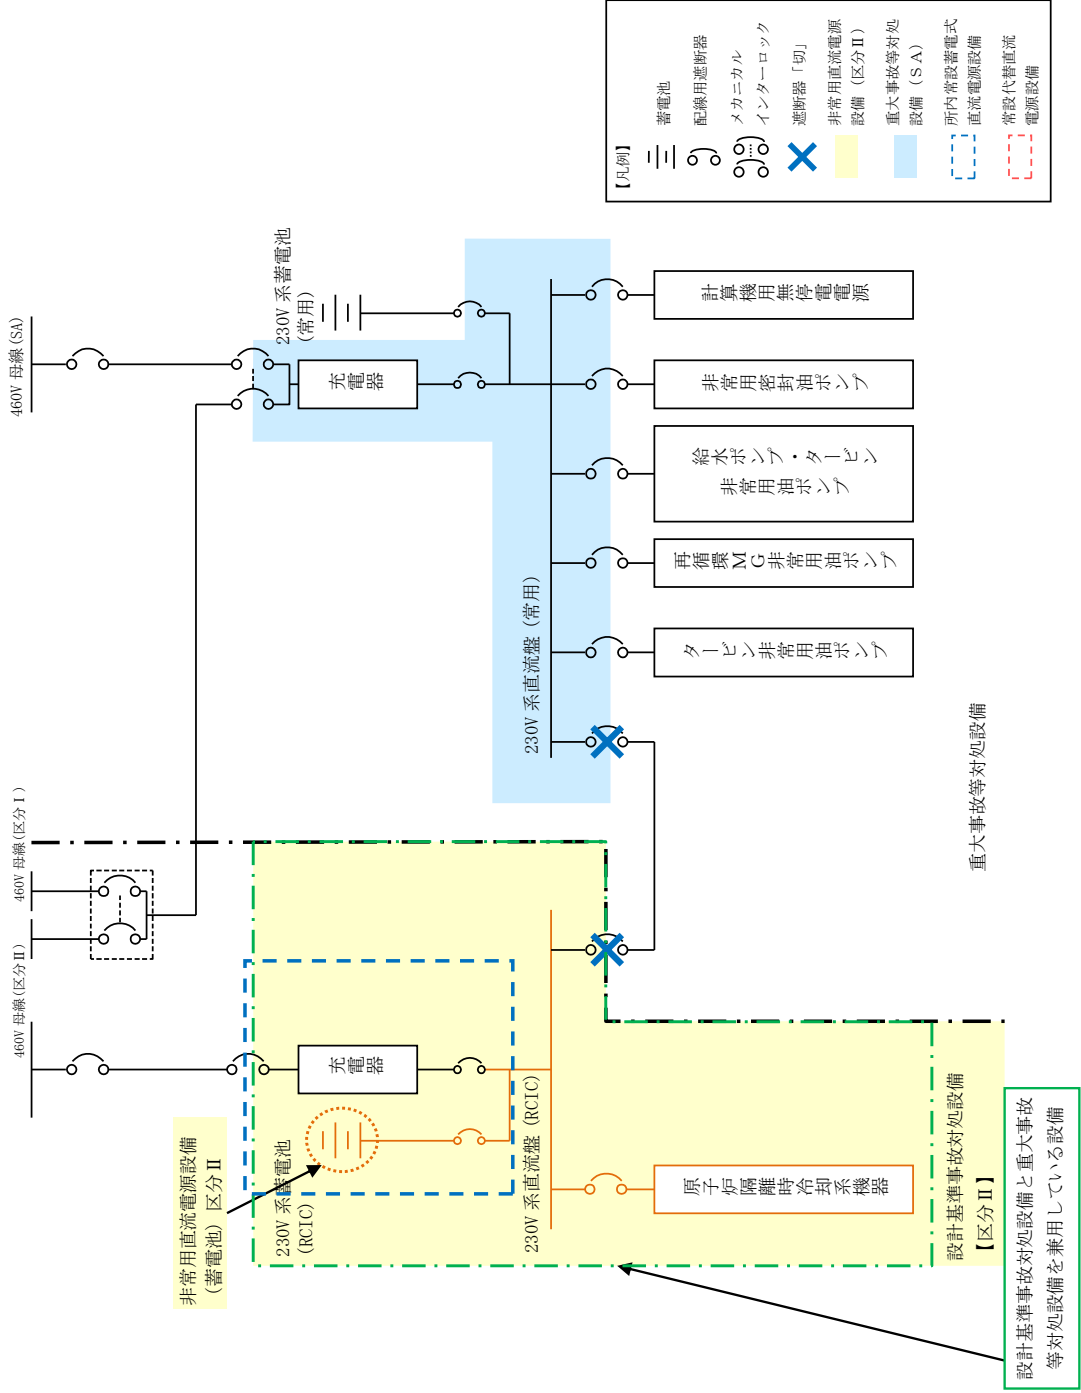 【凡例】
蓄電池
配線用遮断器
メカニカル
インターロック
遮断器「切」
非常用直流電源
設備（区分Ⅱ）
重大事故等対処
設備（ＳＡ）
所内常設蓄電式
直流電源設備
常設代替直流
電源設備
460V 母線(区分Ⅱ)
460V 母線(区分Ⅰ)
460V 母線(SA)
充電器
230V 系蓄電池
(RCIC)
非常用直流電源設備
(蓄電池) 区分Ⅱ
充電器
230V 系蓄電池
(常用)
230V 系直流盤 (RCIC)
230V 系直流盤 (常用)
原子炉隔離時冷却系機器
タービン非常用油ポンプ
再循環ＭＧ非常用油ポンプ
給水ポンプ・タービン
非常用油ポンプ
非常用密封油ポンプ
計算機用無停電電源
設計基準事故対処設備
【区分Ⅱ】
重大事故等対処設備
設計基準事故対処設備と重大事故
等対処設備を兼用している設備